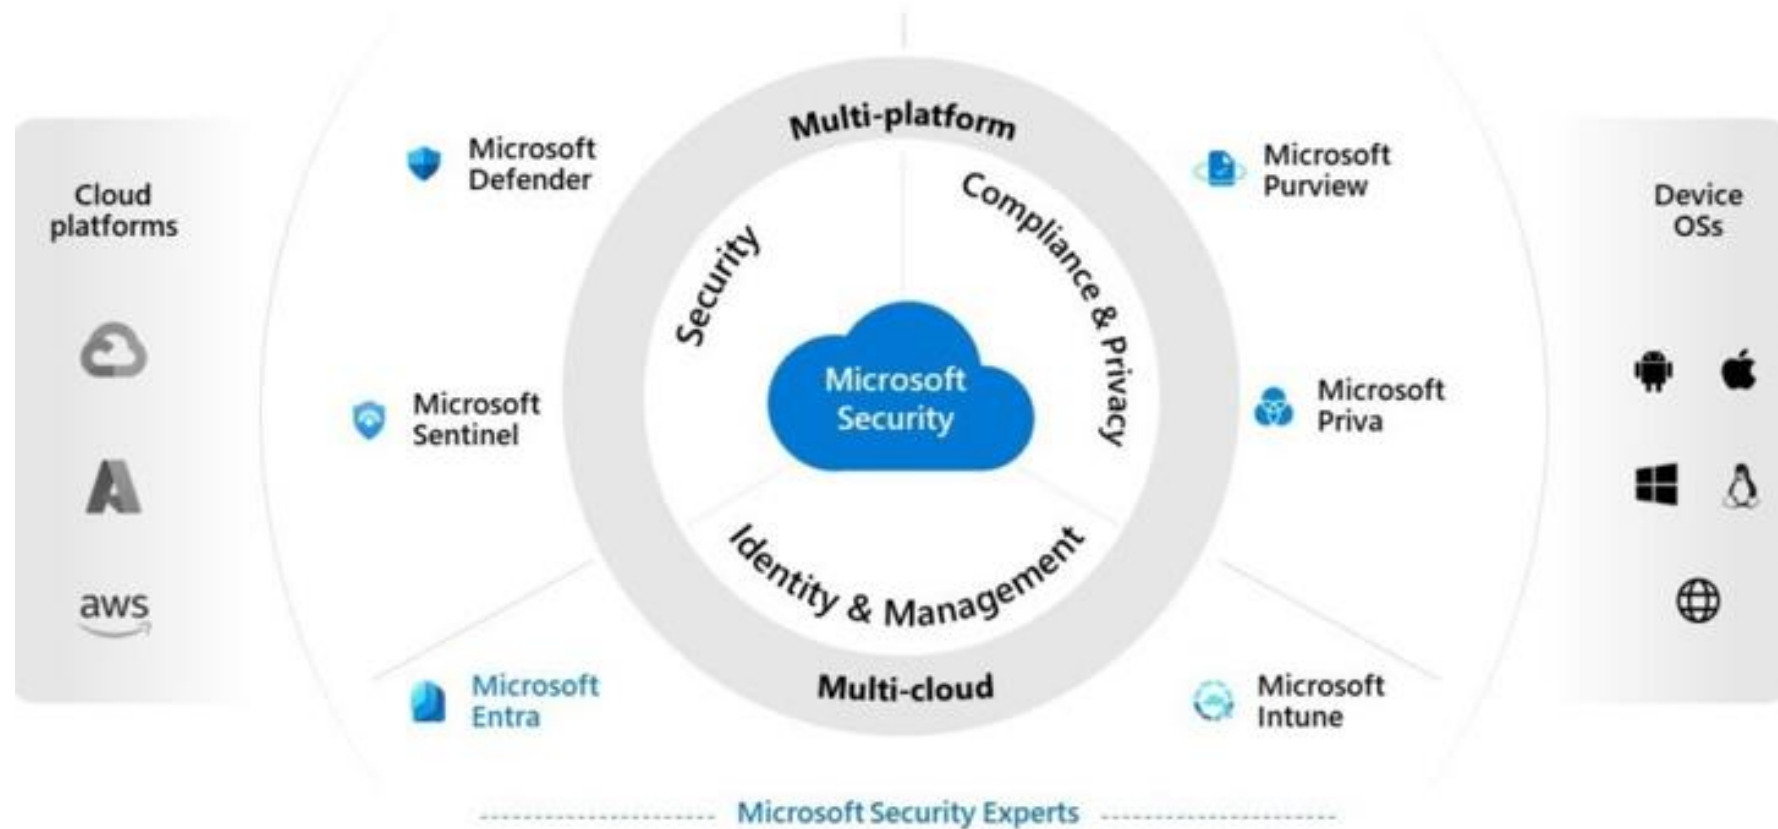 Cloud
platforms
aws
Microsoft
Defender
Microsoft
Sentinel
Microsoft
Entra
Multi-platform
Security
Compliance & Privacy
Microsoft
Security
Identity & Management
Multi-cloud
Microsoft
Purview
Microsoft
Priva
Microsoft
Intune
Device
OSs
Microsoft Security Experts